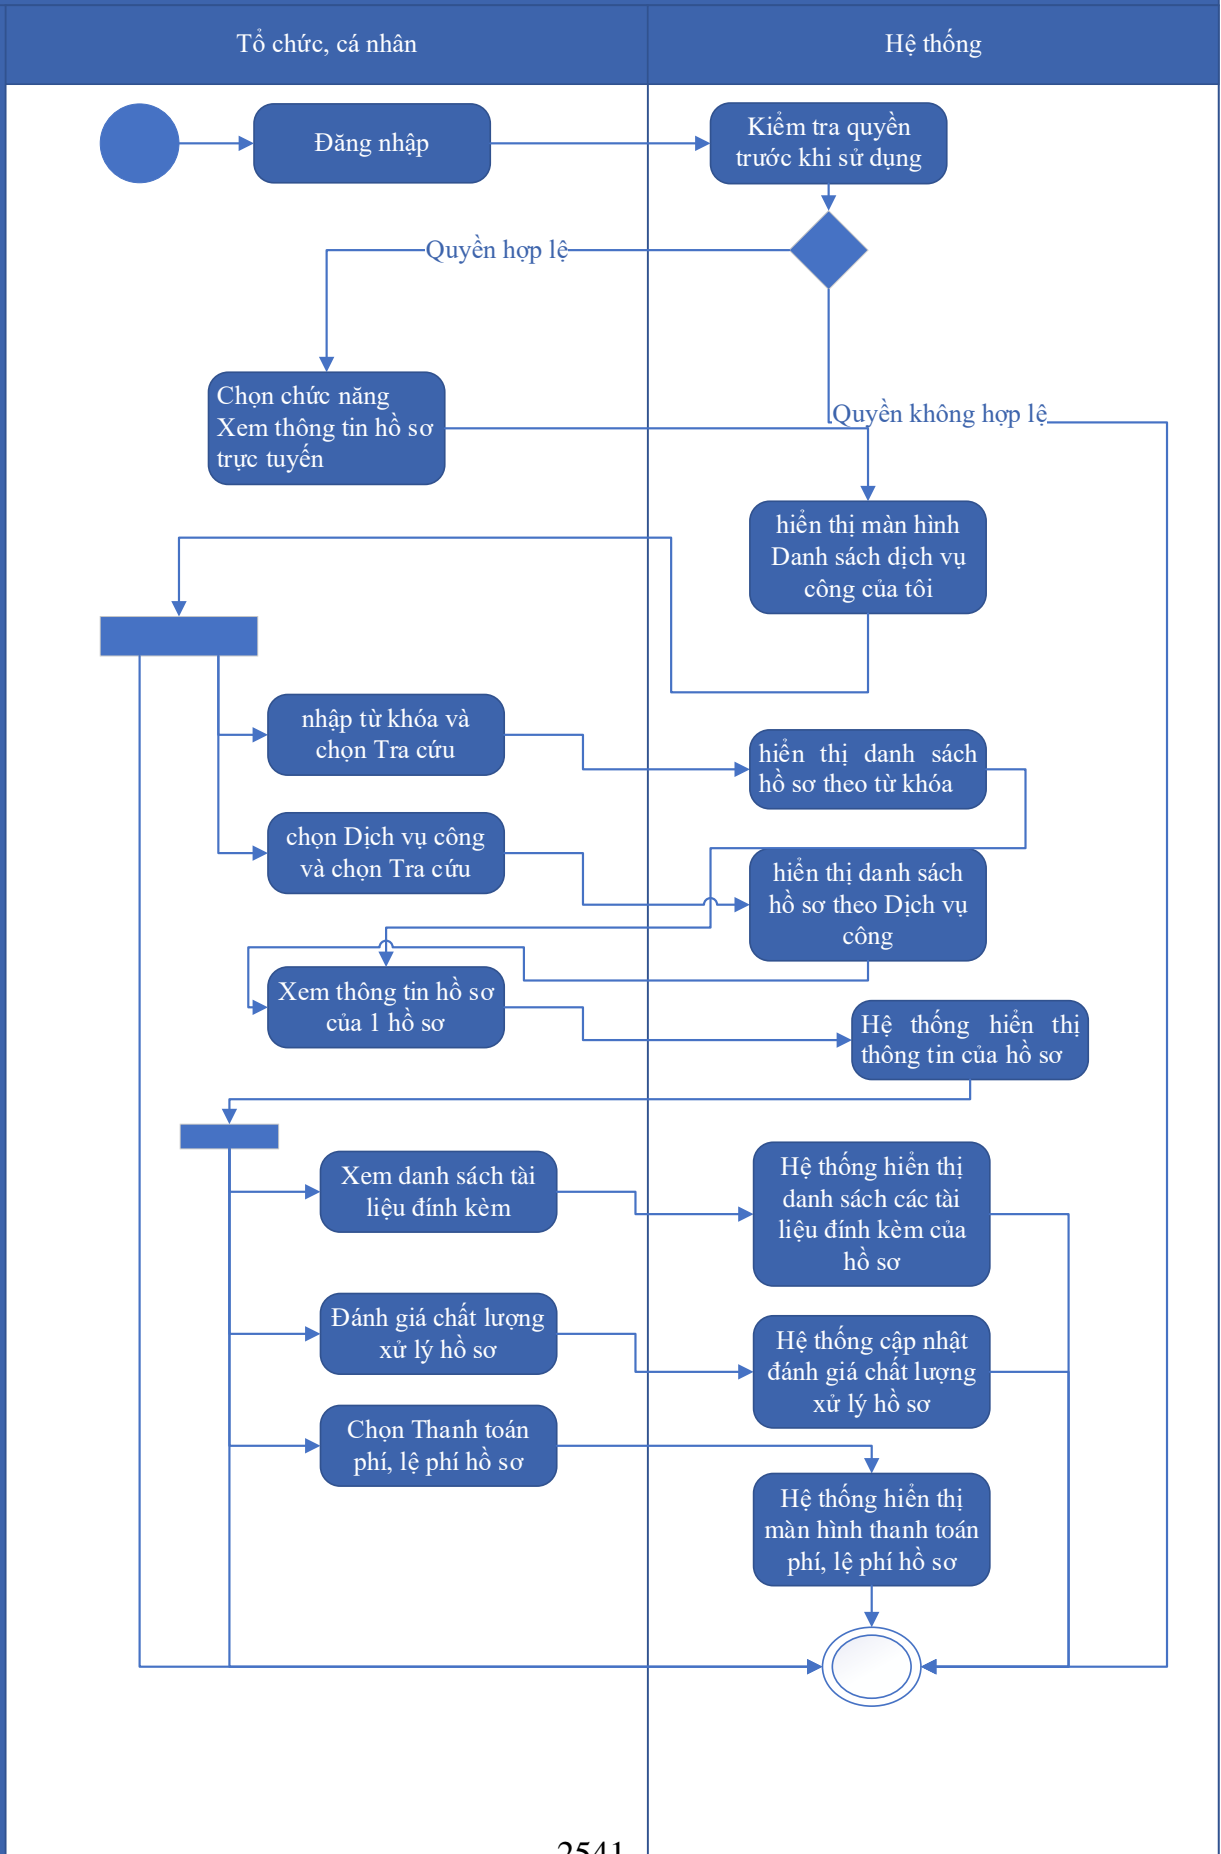 Tổ chức, cá nhân
Hệ thống
Đăng nhập
Kiểm tra quyền
trước khi sử dụng
Quyền hợp lệ
Chọn chức năng
Xem thông tin hồ sơ
trực tuyến
Quyền không hợp lệ
hiển thị màn hình
Danh sách dịch vụ
công của tôi
nhập từ khóa và
chọn Tra cứu
hiển thị danh sách
hồ sơ theo từ khóa
chọn Dịch vụ công
và chọn Tra cứu
hiển thị danh sách
hồ sơ theo Dịch vụ
công
Xem thông tin hồ sơ
của 1 hồ sơ
Hệ thống hiển thị
thông tin của hồ sơ
Xem danh sách tài
liệu đính kèm
Hệ thống hiển thị
danh sách các tài
liệu đính kèm của
hồ sơ
Đánh giá chất lượng
xử lý hồ sơ
Hệ thống cập nhật
đánh giá chất lượng
xử lý hồ sơ
Chọn Thanh toán
phí, lệ phí hồ sơ
Hệ thống hiển thị
màn hình thanh toán
phí, lệ phí hồ sơ
2541